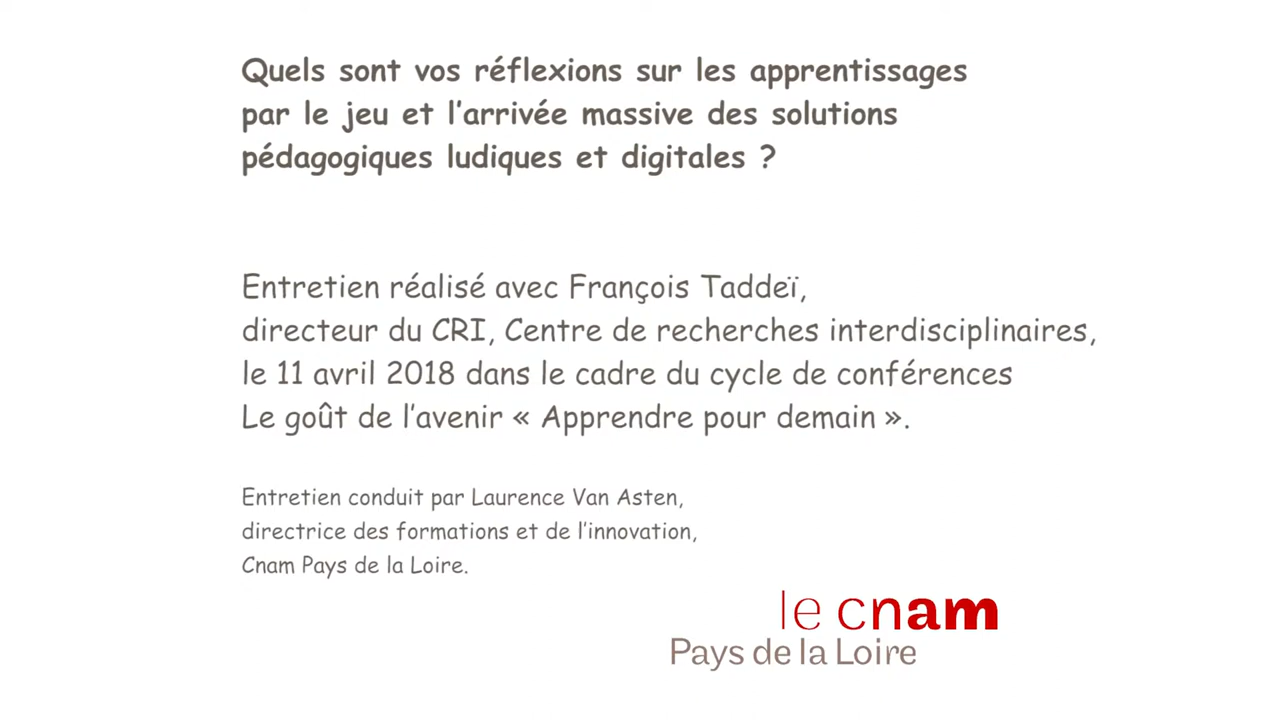 Quels sont vos réflexions sur les apprentissages
par le jeu et l'arrivée massive des solutions
pédagogiques ludiques et digitales ?
Entretien réalisé avec François Taddeï,
directeur du CRI, Centre de recherches interdisciplinaires,
le 11 avril 2018 dans le cadre du cycle de conférences
Le goût de l'avenir « Apprendre pour demain ».
Entretien conduit par Laurence Van Asten,
directrice des formations et de l'innovation,
Cnam Pays de la Loire.
le cnam
Pays de la Loire